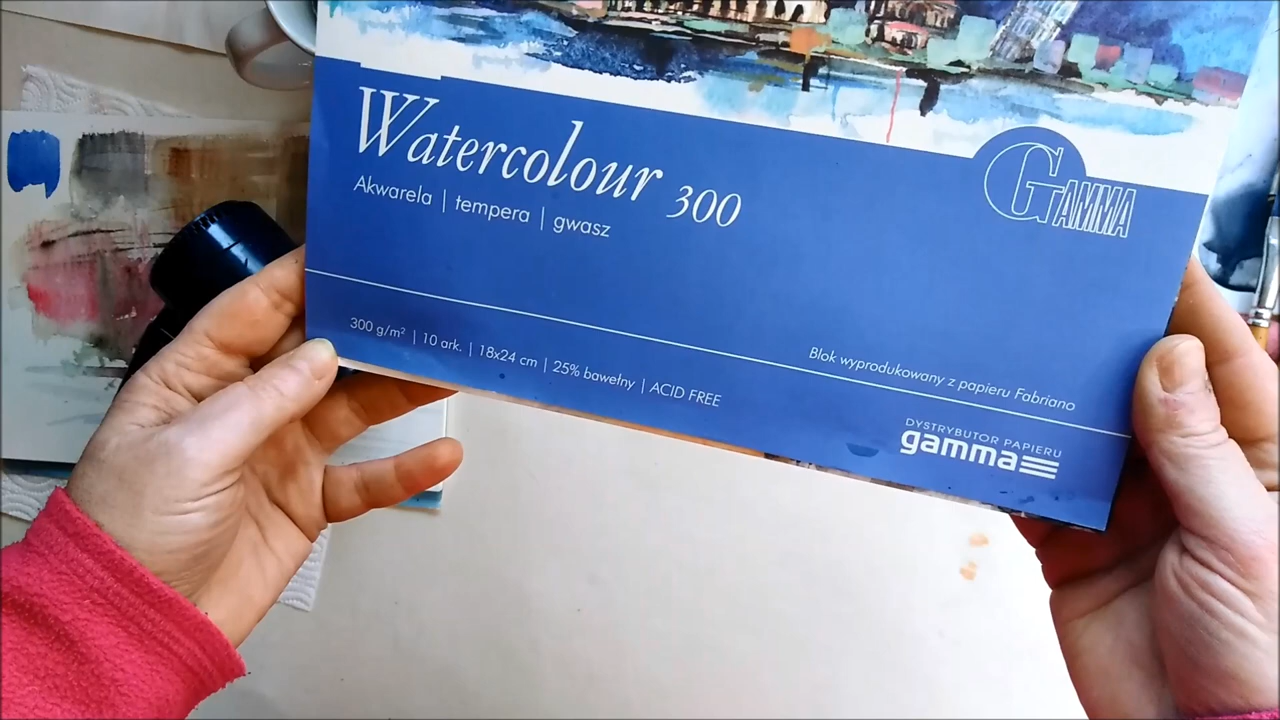 Watercolour 300
Akwarela | tempera | gwasz
GAMMA
300 g/m² | 10 ark. | 18x24 cm | 25% bawełny | ACID FREE
Blok wyprodukowany z papieru Fabriano
DYSTRYBUTOR PAPIERU
gamma